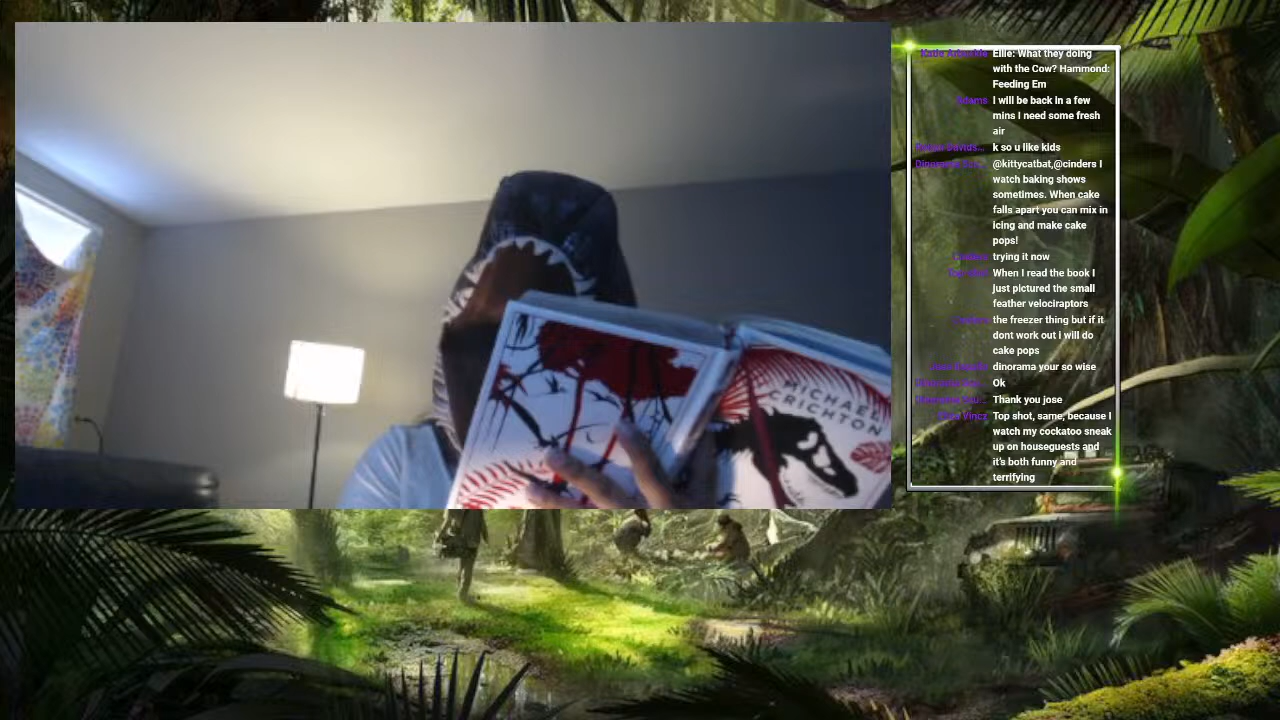 Ellie: What they doing
with the Cow? Hammond:
Feeding Em
Adams I will be back in a few
mins I need some fresh
air
k so u like kids
@kittycatbat,@cinders I
watch baking shows
sometimes. When cake
falls apart you can mix in
icing and make cake
pops!
Cinders trying it now
Top Shot When I read the book I
just pictured the small
feather velociraptors
Cinders the freezer thing but if it
dont work out i will do
cake pops
dinorama your so wise
Ok
Thank you jose
Top shot, same, because I
watch my cockatoo sneak
up on houseguests and
it's both funny and
terrifying
MICHAEL
CRICHTON